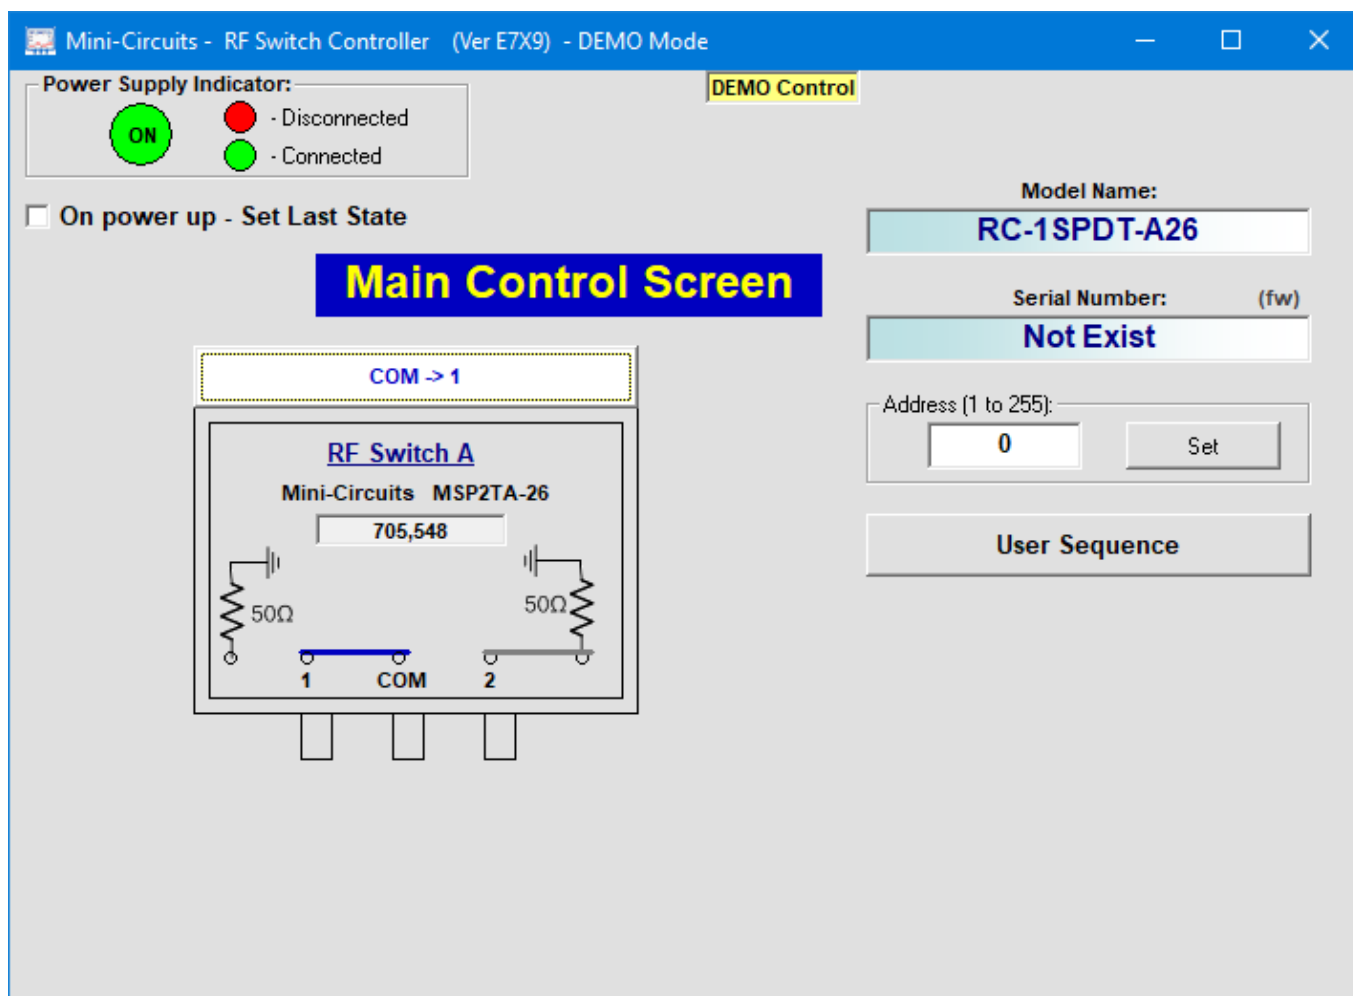 Mini-Circuits - RF Switch Controller (Ver E7X9) - DEMO Mode
Power Supply Indicator:
DEMO Control
ON
- Disconnected
- Connected
On power up - Set Last State
Model Name:
RC-1SPDT-A26
Main Control Screen
Serial Number: (fw)
Not Exist
COM -> 1
Address (1 to 255):
0
Set
RF Switch A
Mini-Circuits MSP2TA-26
705,548
User Sequence
50Ω
50Ω
1 COM 2